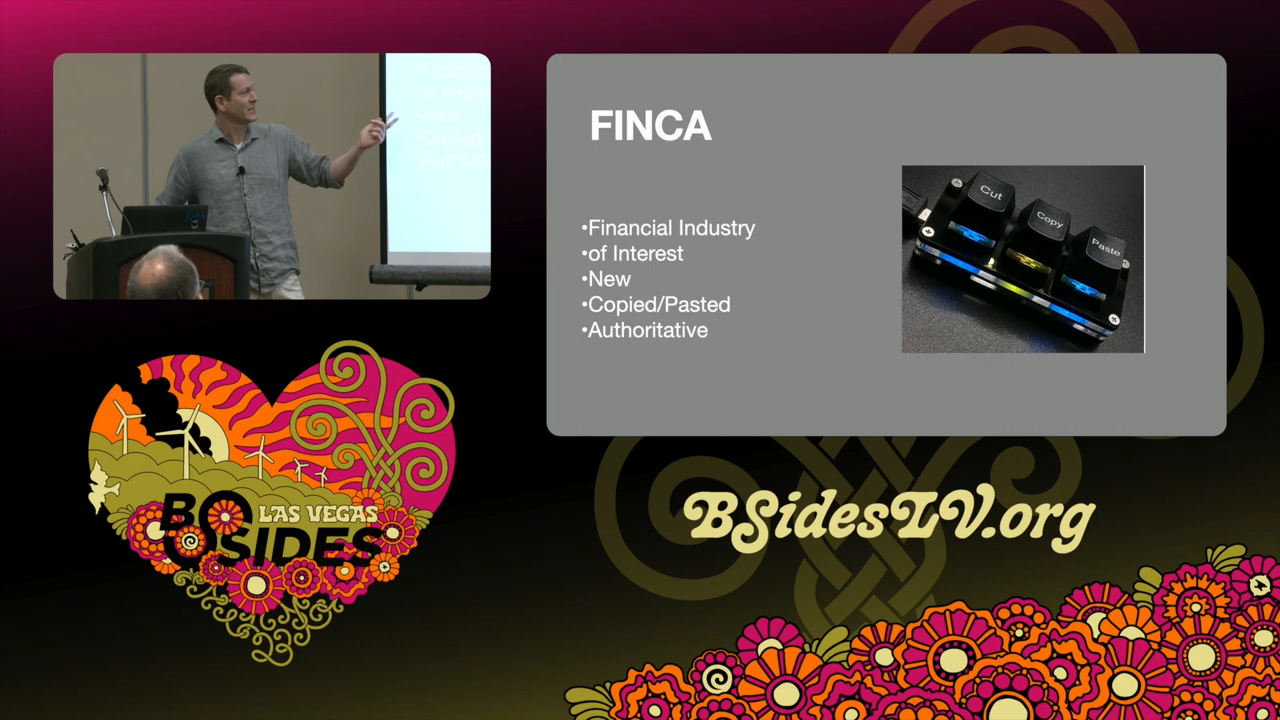 FINCA
•Financial Industry
•of Interest
•New
•Copied/Pasted
•Authoritative
Cut
Copy
Paste
BSIDES
LAS VEGAS
BSidesLV.org